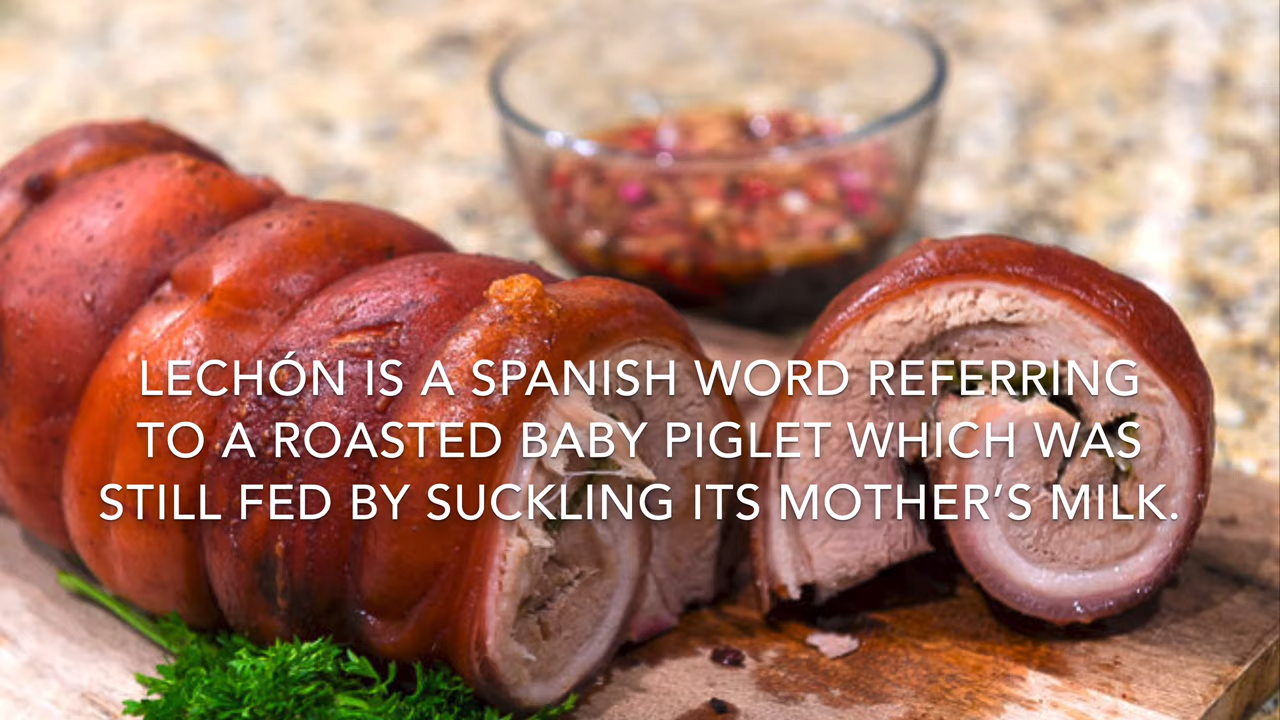 LECHÓN IS A SPANISH WORD REFERRING
TO A ROASTED BABY PIGLET WHICH WAS
STILL FED BY SUCKLING ITS MOTHER’S MILK.